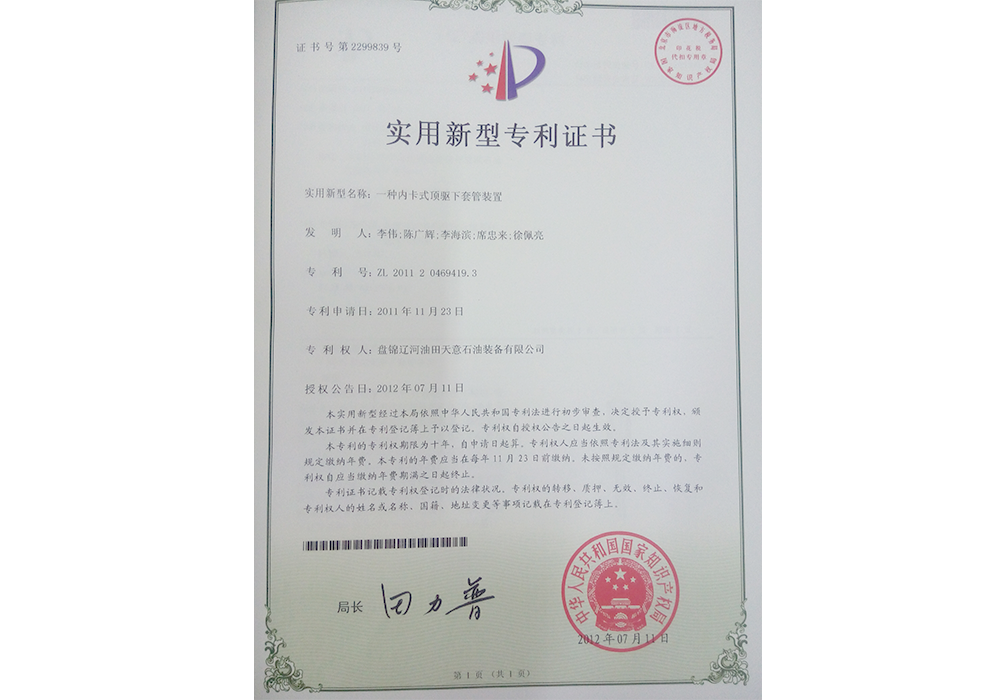 证书号第2299839号
实用新型专利证书
实用新型名称：一种内卡式顶驱下套管装置
发明人：李伟;陈广辉;李海滨;席忠来;徐佩亮
专利号：ZL 2011 2 0469419.3
专利申请日：2011年11月23日
专利权人：盘锦辽河油田天意石油装备有限公司
授权公告日：2012年07月11日
本实用新型经过本局依照中华人民共和国专利法进行初步审查，决定授予专利权，颁
发本证书并在专利登记簿上予以登记。专利权自授权公告之日起生效。
本专利的专利权期限为十年，自申请日起算。专利权人应当依照专利法及其实施细则
规定缴纳年费。本专利的年费应当在每年11月23日前缴纳。未按照规定缴纳年费的，专
利权自应当缴纳年费期满之日起终止。
专利证书记载专利权登记时的法律状况。专利权的转移、质押、无效、终止、恢复和
专利权人的姓名或名称、国籍、地址变更等事项记载在专利登记簿上。
局长 田力普
中华人民共和国国家知识产权局
2012年07月11日
第1页（共1页）